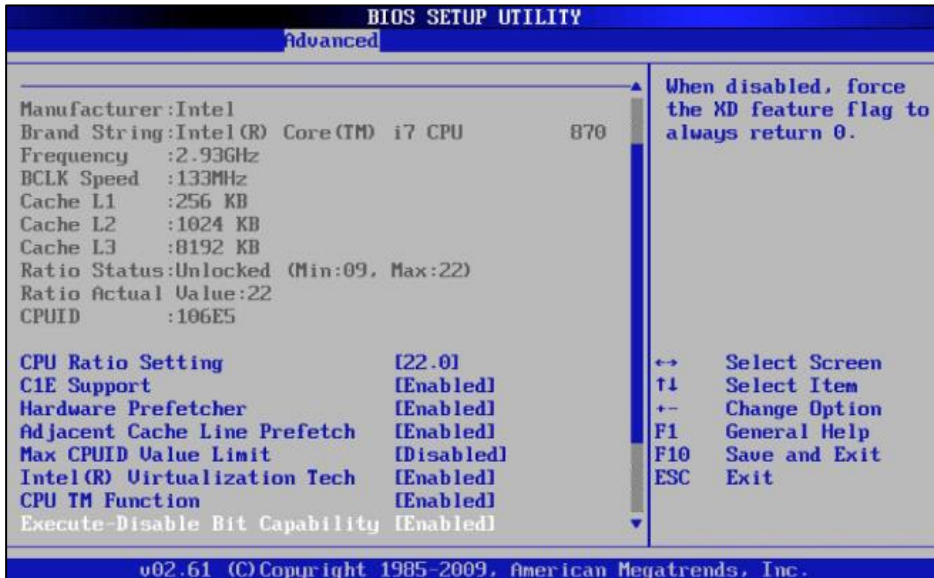 BIOS SETUP UTILITY
Advanced
Manufacturer:Intel
Brand String:Intel(R) Core(TM) i7 CPU 870
Frequency :2.93GHz
BCLK Speed :133MHz
Cache L1 :256 KB
Cache L2 :1024 KB
Cache L3 :8192 KB
Ratio Status:Unlocked (Min:09, Max:22)
Ratio Actual Value:22
CPUID :106E5
CPU Ratio Setting [22.0]
C1E Support [Enabled]
Hardware Prefetcher [Enabled]
Adjacent Cache Line Prefetch [Enabled]
Max CPUID Value Limit [Disabled]
Intel(R) Virtualization Tech [Enabled]
CPU TM Function [Enabled]
Execute-Disable Bit Capability [Enabled]
When disabled, force
the XD feature flag to
always return 0.
↔ Select Screen
↑↓ Select Item
+- Change Option
F1 General Help
F10 Save and Exit
ESC Exit
v02.61 (C)Copyright 1985-2009, American Megatrends, Inc.